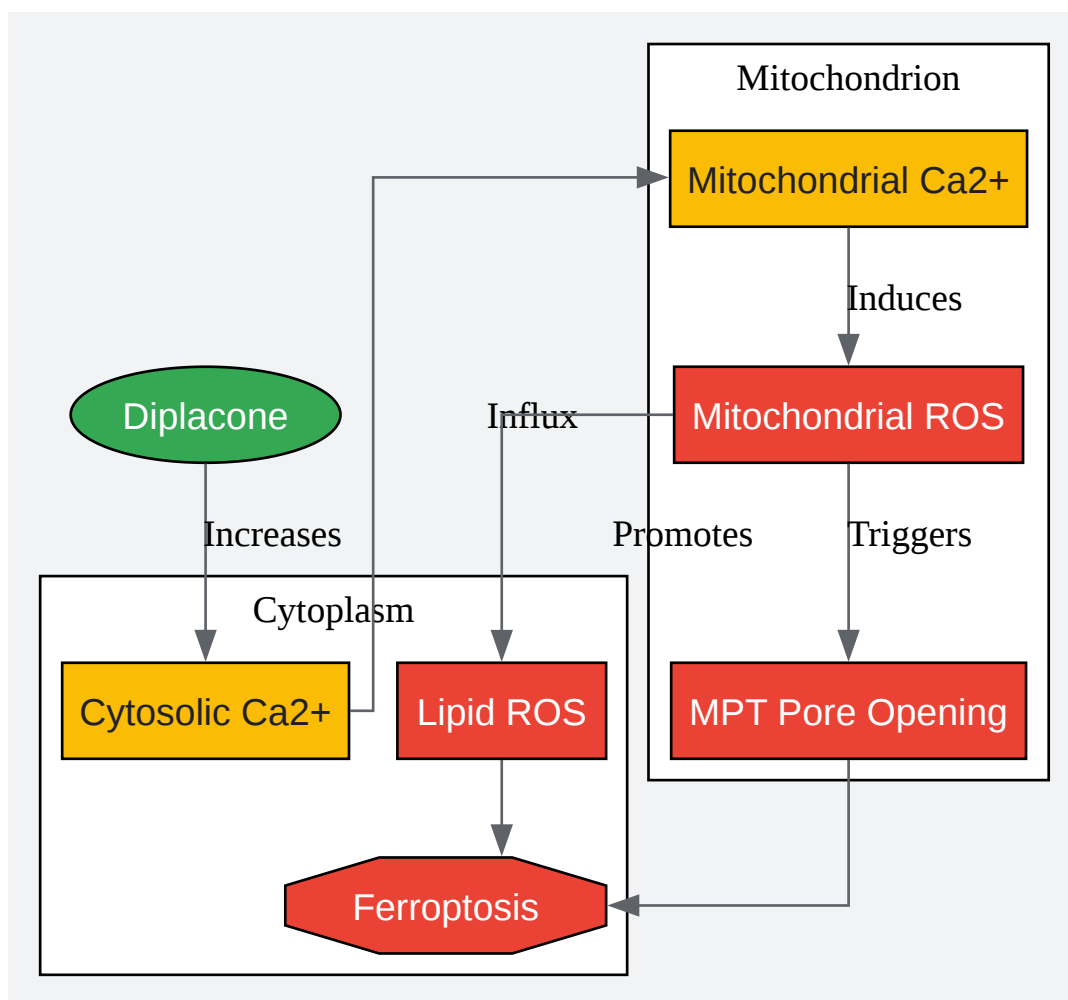 Mitochondrion
Mitochondrial Ca2+
Induces
Diplacone
Influx
Mitochondrial ROS
Increases
Promotes
Triggers
Cytoplasm
Cytosolic Ca2+
Lipid ROS
MPT Pore Opening
Ferroptosis